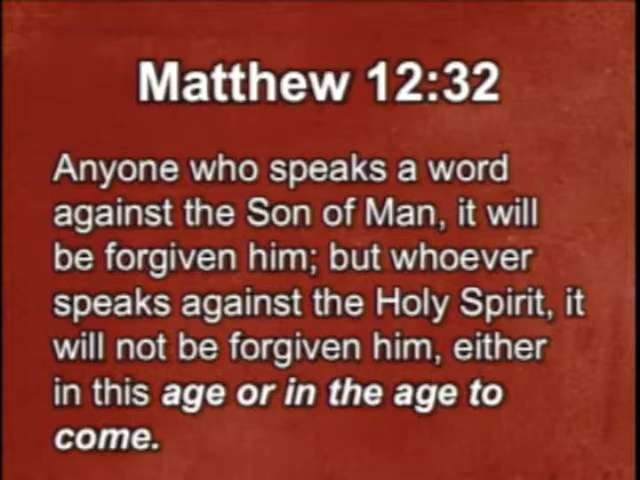 Matthew 12:32
Anyone who speaks a word
against the Son of Man, it will
be forgiven him; but whoever
speaks against the Holy Spirit, it
will not be forgiven him, either
in this age or in the age to
come.